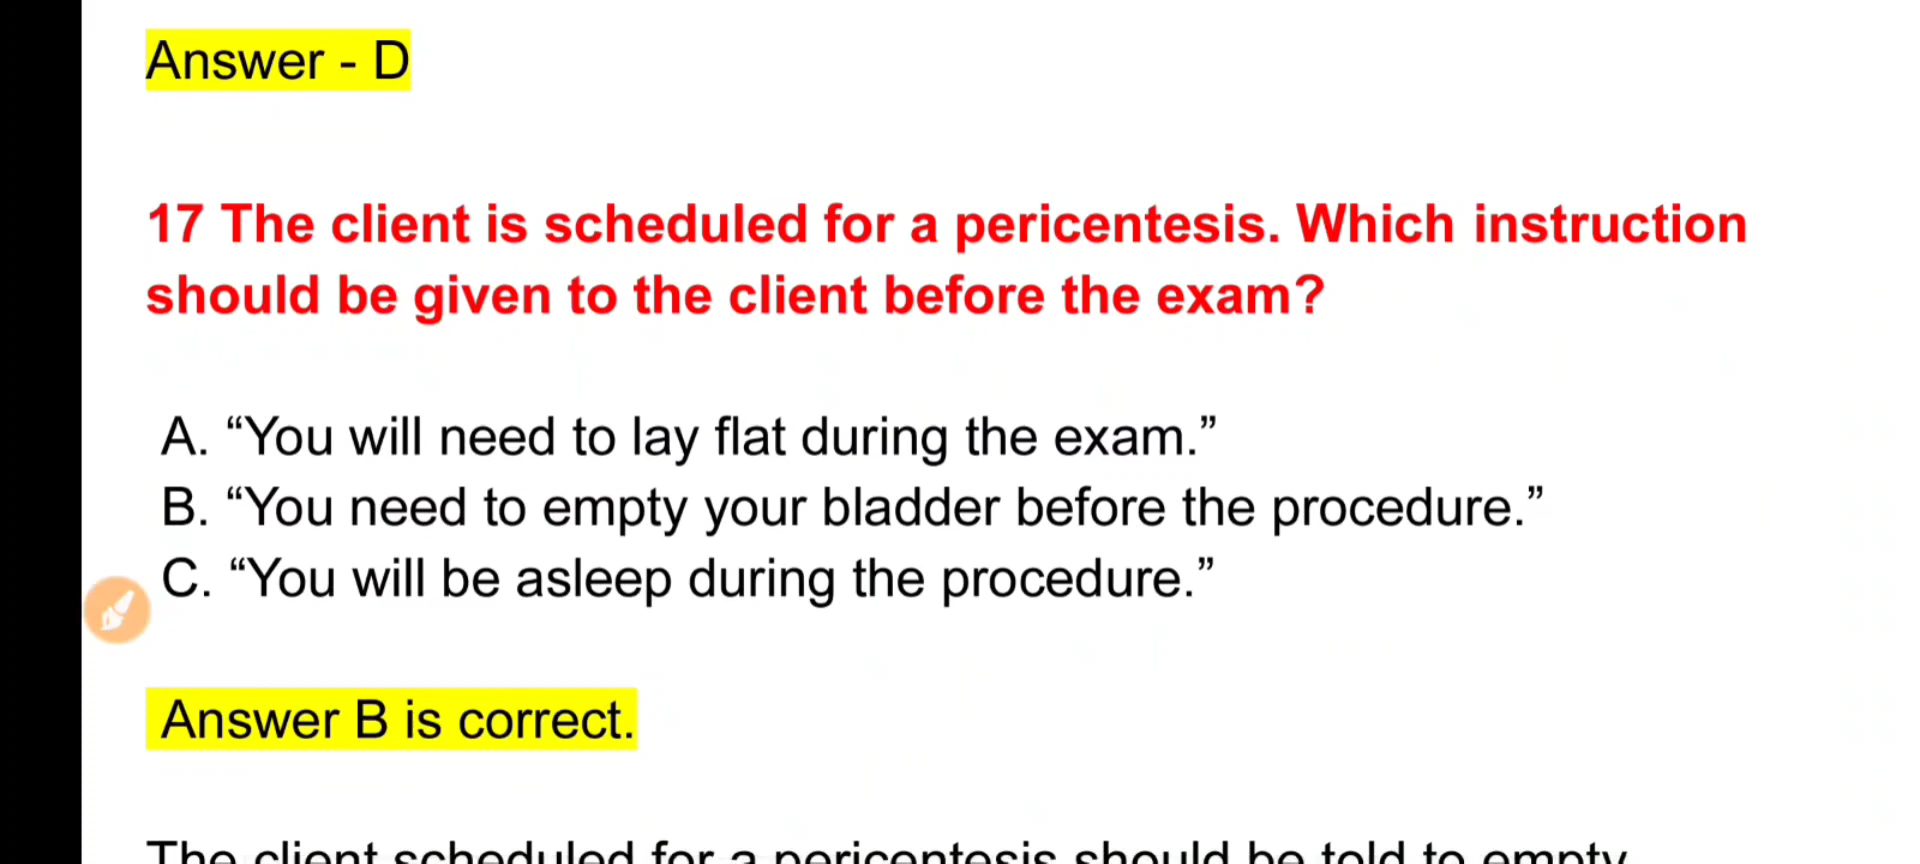 Answer - D
17 The client is scheduled for a pericentesis. Which instruction
should be given to the client before the exam?
A. “You will need to lay flat during the exam.”
B. “You need to empty your bladder before the procedure.”
C. “You will be asleep during the procedure.”
Answer B is correct.
The client scheduled for a pericentesis should be told to empty